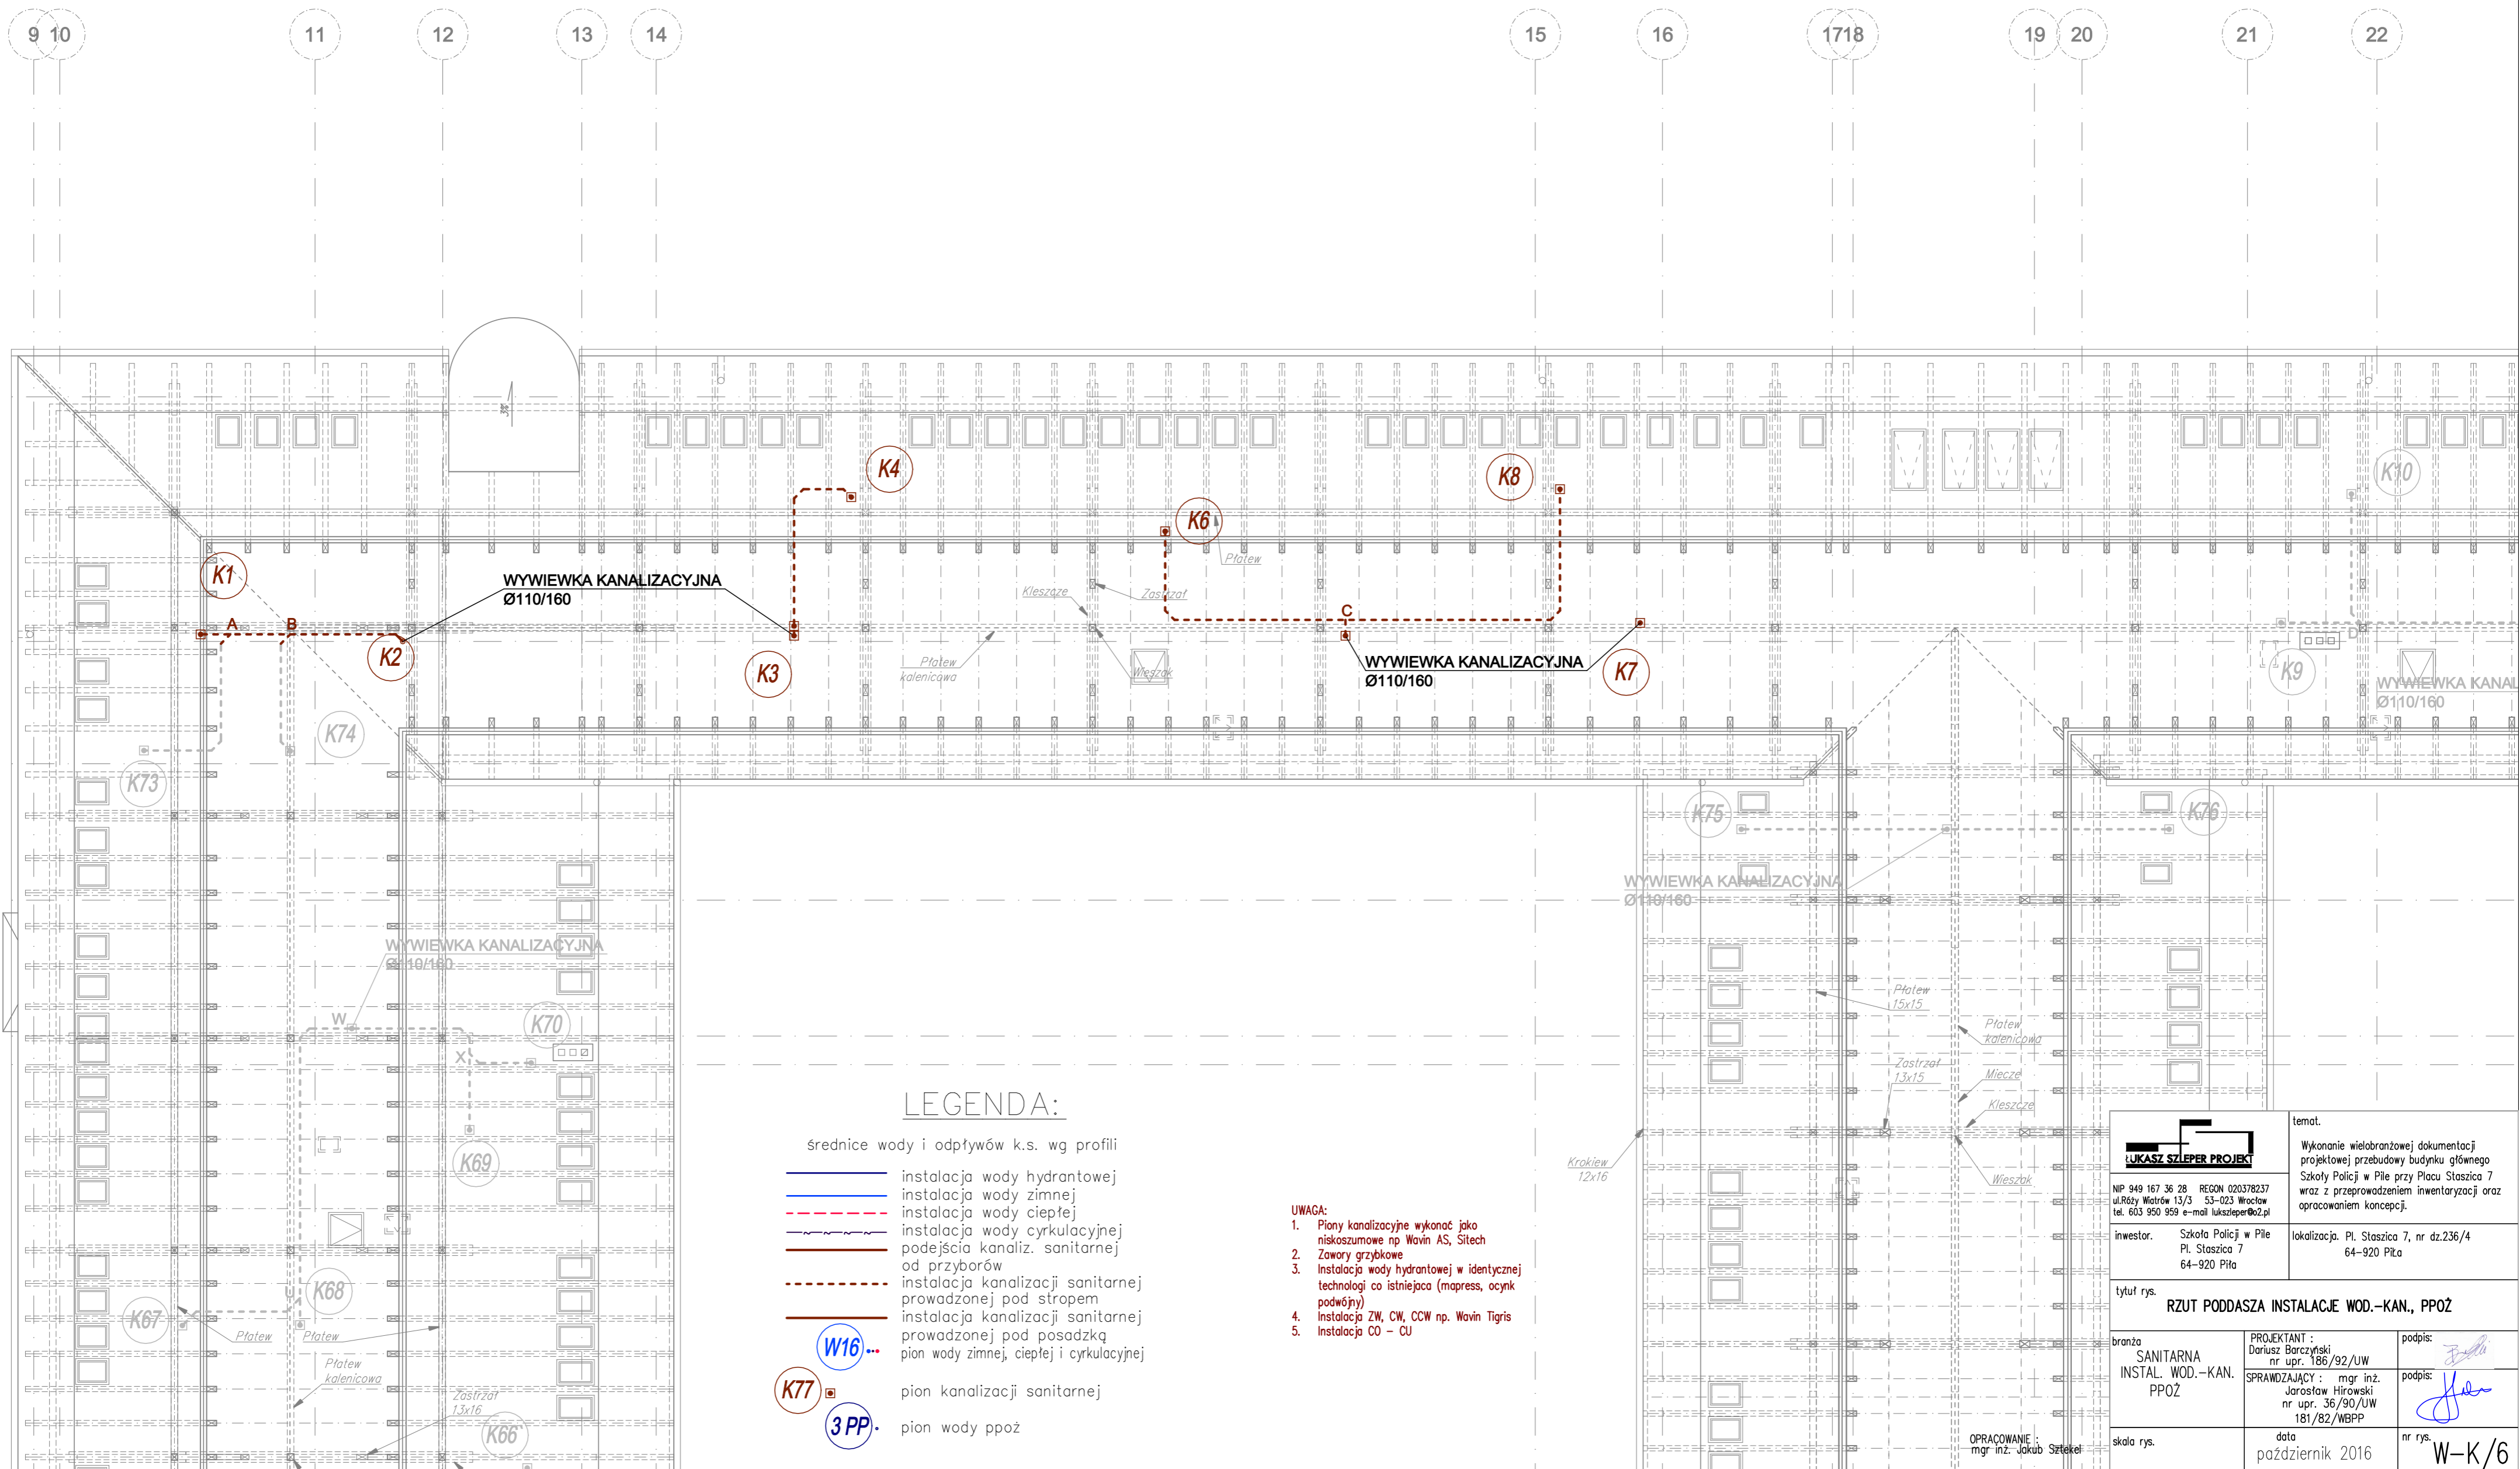 9 10 11 12 13 14 15 16 17 18 19 20 21 22
K4
K8
K10
K6
Płatew
K1
WYWIEWKA KANALIZACYJNA
Ø110/160
Kleszcze
Zastrzał
A
B
C
D
K2
K3
Płatew
kalenicowa
Wieszak
WYWIEWKA KANALIZACYJNA
Ø110/160
K7
K9
WYWIEWKA KANAL
Ø110/160
K74
K73
K75
K76
WYWIEWKA KANALIZACYJNA
Ø110/160
WYWIEWKA KANALIZACYJNA
Ø110/160
W
K70
X
K69
Płatew
15x15
Płatew
kalenicowa
Zastrzał
13x15
Miecze
Kleszcze
Krokiew
12x16
Wieszak
U
K68
K67
Płatew
Płatew
Płatew
kalenicowa
Zastrzał
13x16
K66
LEGENDA:
średnice wody i odpływów k.s. wg profili
instalacja wody hydrantowej
instalacja wody zimnej
instalacja wody ciepłej
instalacja wody cyrkulacyjnej
podejścia kanaliz. sanitarnej
od przyborów
instalacja kanalizacji sanitarnej
prowadzonej pod stropem
instalacja kanalizacji sanitarnej
prowadzonej pod posadzką
W16
pion wody zimnej, ciepłej i cyrkulacyjnej
K77
pion kanalizacji sanitarnej
3 PP
pion wody ppoż
UWAGA:
1. Piony kanalizacyjne wykonać jako
niskoszumowe np Wavin AS, Sitech
2. Zawory grzybkowe
3. Instalacja wody hydrantowej w identycznej
technologi co istniejaca (mapress, ocynk
podwójny)
4. Instalacja ZW, CW, CCW np. Wavin Tigris
5. Instalacja CO – CU
OPRACOWANIE :
mgr inż. Jakub Sztekel
ŁUKASZ SZLEPER PROJEKT
NIP 949 167 36 28 REGON 020378237
ul.Róży Wiatrów 13/3 53-023 Wrocław
tel. 603 950 959 e-mail lukszleper@o2.pl
temat.
Wykonanie wielobranżowej dokumentacji
projektowej przebudowy budynku głównego
Szkoły Policji w Pile przy Placu Staszica 7
wraz z przeprowadzeniem inwentaryzacji oraz
opracowaniem koncepcji.
inwestor. Szkoła Policji w Pile
Pl. Staszica 7
64-920 Piła
lokalizacja. Pl. Staszica 7, nr dz.236/4
64-920 Piła
tytuł rys.
RZUT PODDASZA INSTALACJE WOD.-KAN., PPOŻ
branża
SANITARNA
INSTAL. WOD.-KAN.
PPOŻ
PROJEKTANT :
Dariusz Barczyński
nr upr. 186/92/UW
podpis:
SPRAWDZAJĄCY : mgr inż.
Jarosław Hirowski
nr upr. 36/90/UW
181/82/WBPP
podpis:
skala rys.
data
październik 2016
nr rys. W-K/6